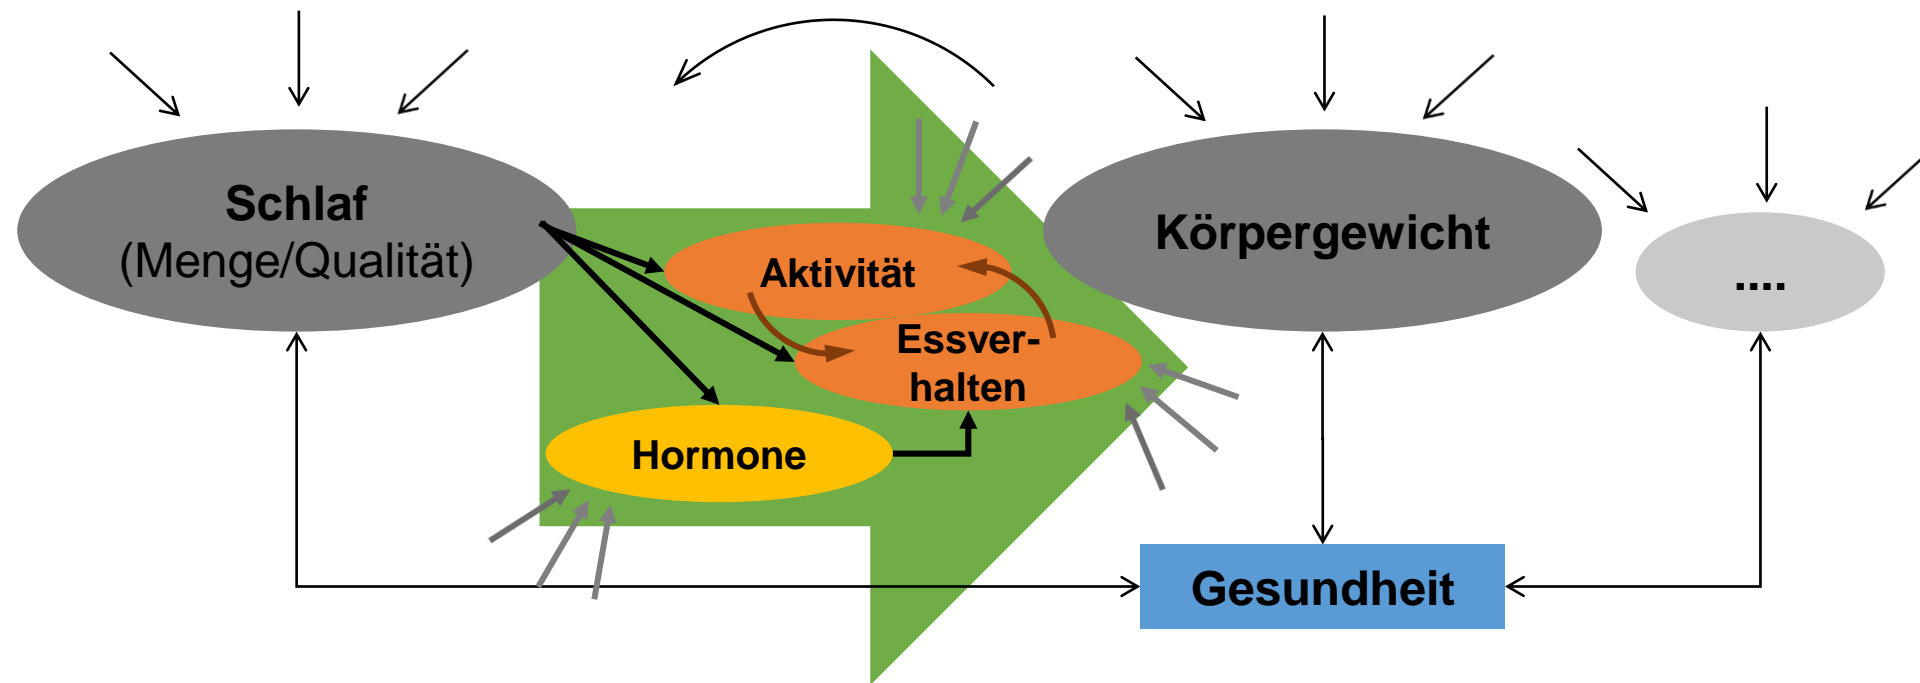 Schlaf
(Menge/Qualität)
Aktivität
Essver-
halten
Hormone
Körpergewicht
....
Gesundheit